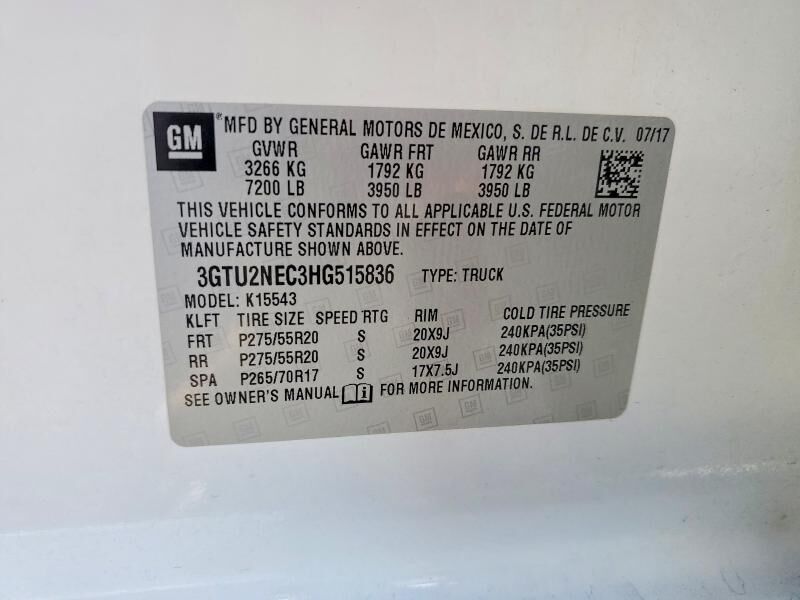 GM ® MFD BY GENERAL MOTORS DE MEXICO, S. DE R.L. DE C.V. 07/17
GVWR GAWR FRT GAWR RR
3266 KG 1792 KG 1792 KG
7200 LB 3950 LB 3950 LB
THIS VEHICLE CONFORMS TO ALL APPLICABLE U.S. FEDERAL MOTOR
VEHICLE SAFETY STANDARDS IN EFFECT ON THE DATE OF
MANUFACTURE SHOWN ABOVE.
3GTU2NEC3HG515836 TYPE: TRUCK
MODEL: K15543
KLFT TIRE SIZE SPEED RTG RIM COLD TIRE PRESSURE
FRT P275/55R20 S 20X9J 240KPA(35PSI)
RR P275/55R20 S 20X9J 240KPA(35PSI)
SPA P265/70R17 S 17X7.5J 240KPA(35PSI)
SEE OWNER'S MANUAL i FOR MORE INFORMATION.